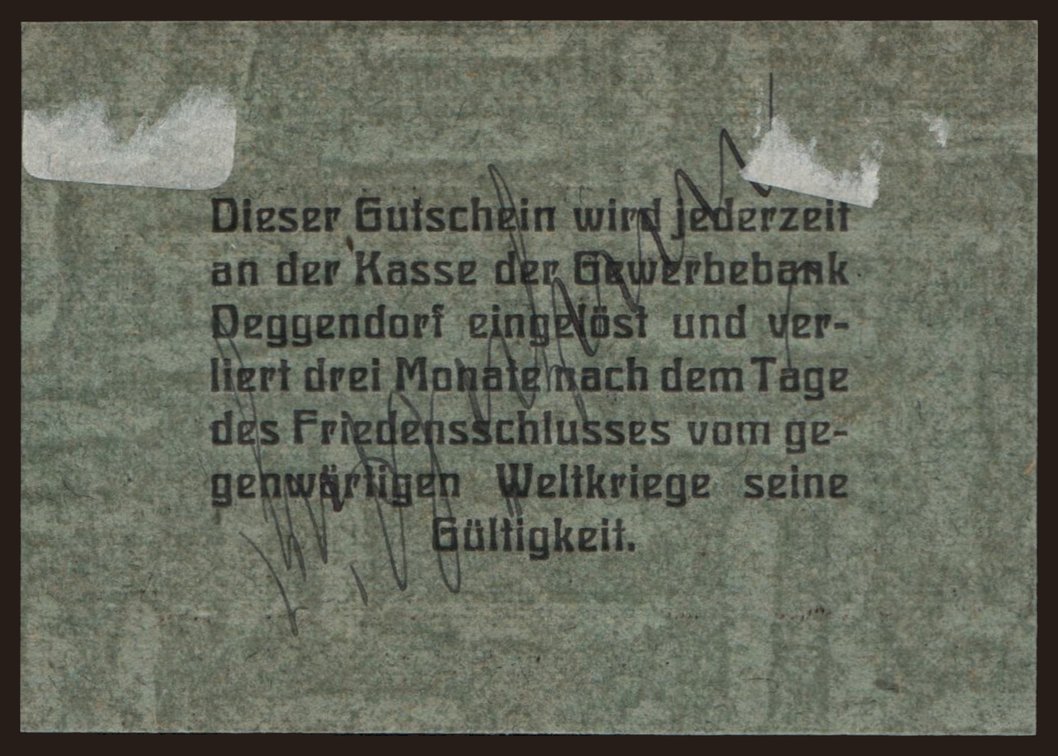 Dieser Gutschein wird jederzeit
an der Kasse der Gewerbebank
Deggendorf eingelöst und ver-
liert drei Monate nach dem Tage
des Friedensschlusses vom ge-
genwärtigen Weltkriege seine
Gültigkeit.